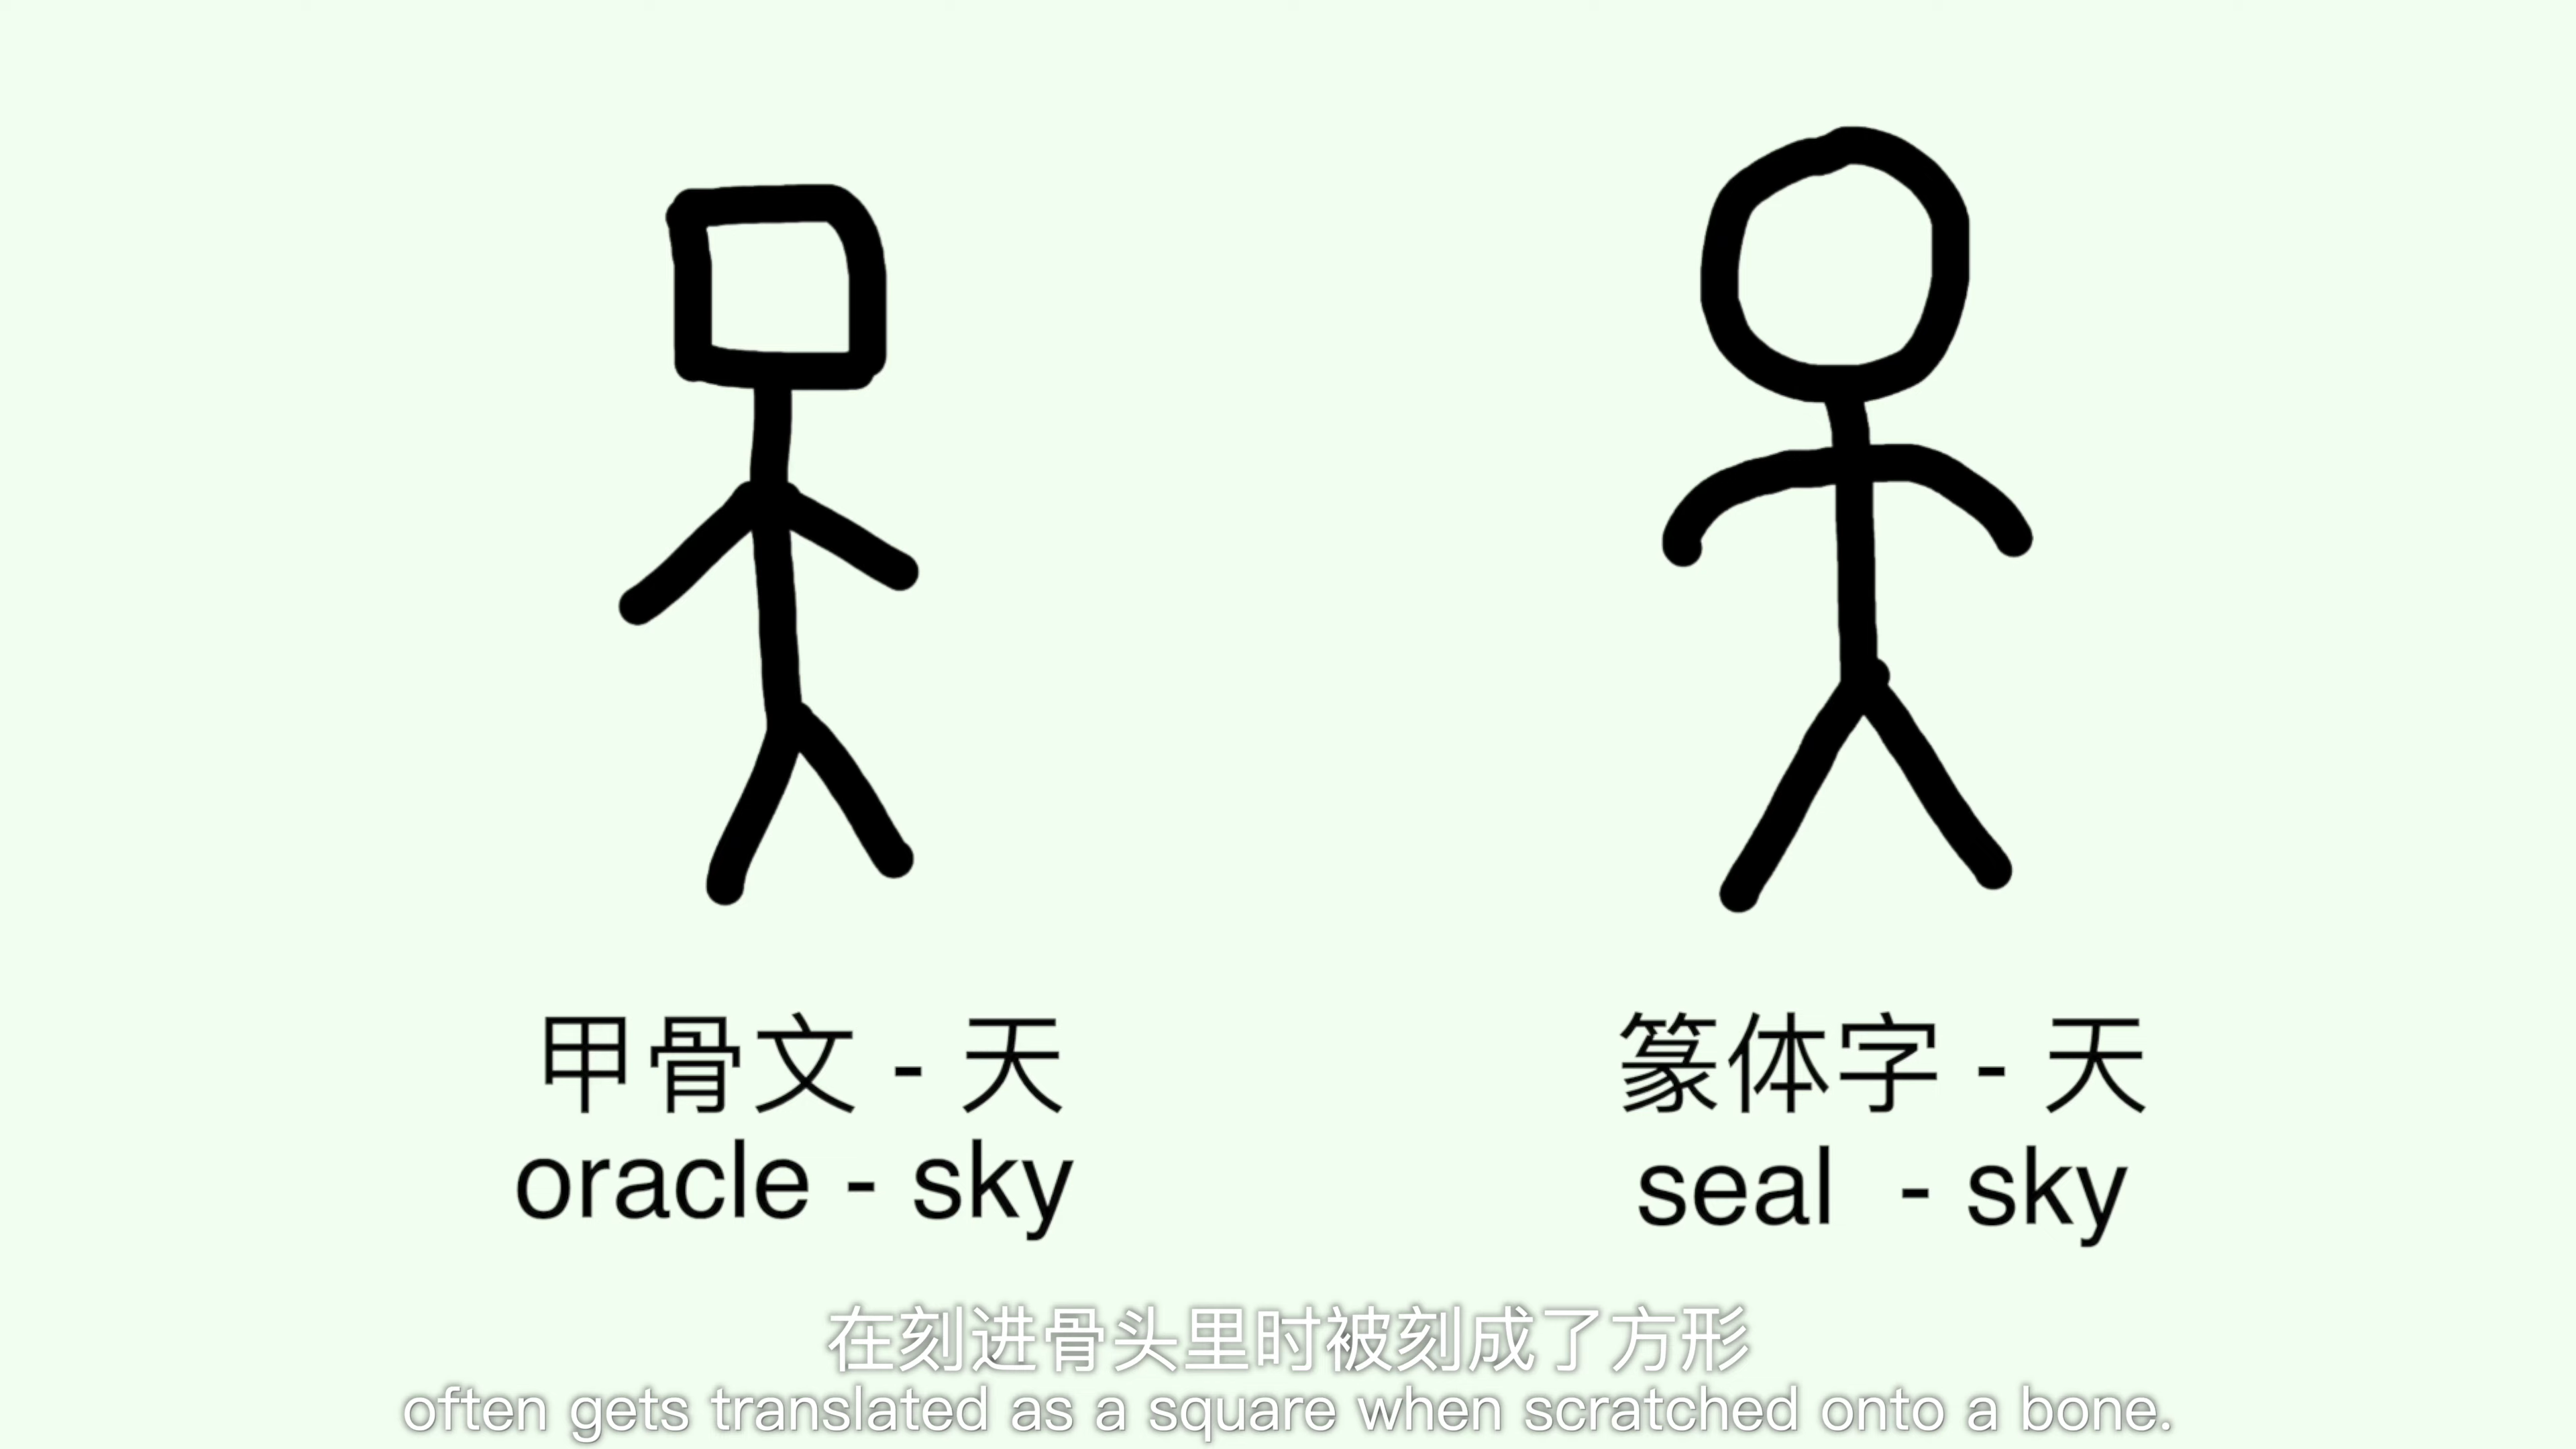 甲骨文 - 天
oracle - sky
篆体字 - 天
seal - sky
在刻进骨头里时被刻成了方形
often gets translated as a square when scratched onto a bone.